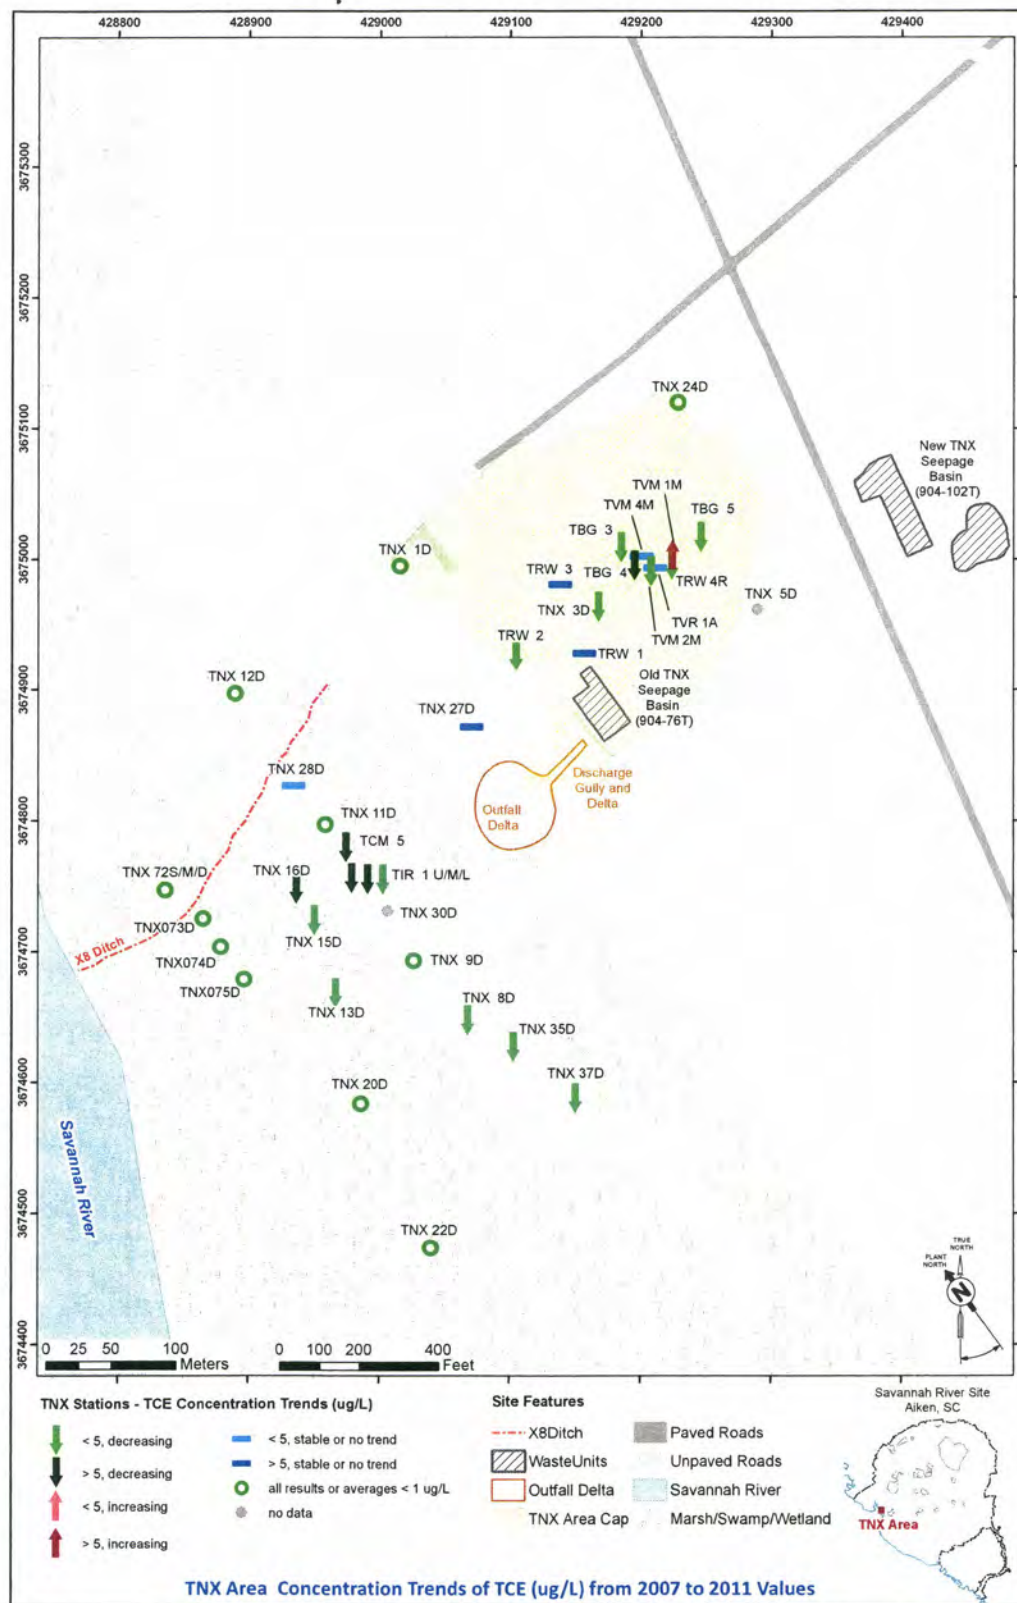 428800
428900
429000
429100
429200
429300
429400
3675300
3675200
3675100
3675000
3674900
3674800
3674700
3674600
3674500
3674400
TNX 24D
New TNX
Seepage
Basin
(904-102T)
TVM 1M
TVM 4M
TBG 5
TBG 3
TNX 1D
TRW 3
TBG 4
TRW 4R
TNX 5D
TNX 3D
TVR 1A
TVM 2M
TRW 2
TRW 1
TNX 12D
Old TNX
Seepage
Basin
(904-76T)
TNX 27D
TNX 28D
Discharge
Gully and
Delta
Outfall
Delta
TNX 11D
TCM 5
TNX 72S/M/D
TNX 16D
TIR 1 U/M/L
TNX 30D
TNX073D
TNX 15D
X8 Ditch
TNX074D
TNX 9D
TNX075D
TNX 13D
TNX 8D
TNX 35D
TNX 37D
TNX 20D
Savannah River
TNX 22D
TRUE
NORTH
PLANT
NORTH
N
0 25 50 100
Meters
0 100 200 400
Feet
TNX Stations - TCE Concentration Trends (ug/L)
< 5, decreasing
> 5, decreasing
< 5, increasing
> 5, increasing
< 5, stable or no trend
> 5, stable or no trend
all results or averages < 1 ug/L
no data
Site Features
X8Ditch
WasteUnits
Outfall Delta
TNX Area Cap
Paved Roads
Unpaved Roads
Savannah River
Marsh/Swamp/Wetland
Savannah River Site
Aiken, SC
TNX Area
TNX Area Concentration Trends of TCE (ug/L) from 2007 to 2011 Values